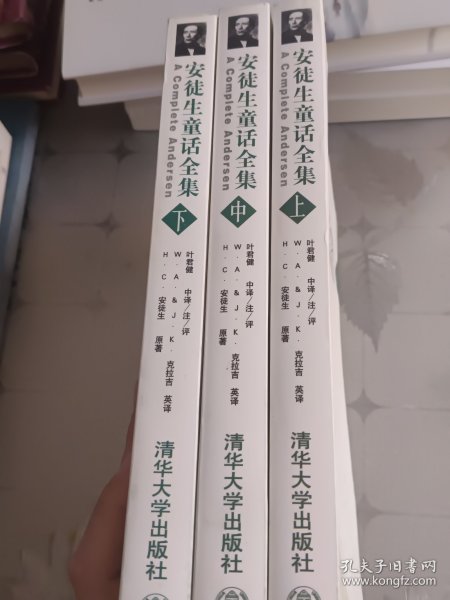 安徒生童话全集
A Complete Andersen
下
叶君健 中译/注/评
W.A.&J.K.克拉吉 英译
H.C.安徒生 原著
清华大学出版社
安徒生童话全集
A Complete Andersen
中
叶君健 中译/注/评
W.A.&J.K.克拉吉 英译
H.C.安徒生 原著
清华大学出版社
安徒生童话全集
A Complete Andersen
上
叶君健 中译/注/评
W.A.&J.K.克拉吉 英译
H.C.安徒生 原著
清华大学出版社
孔夫子旧书网
www.kongfz.com